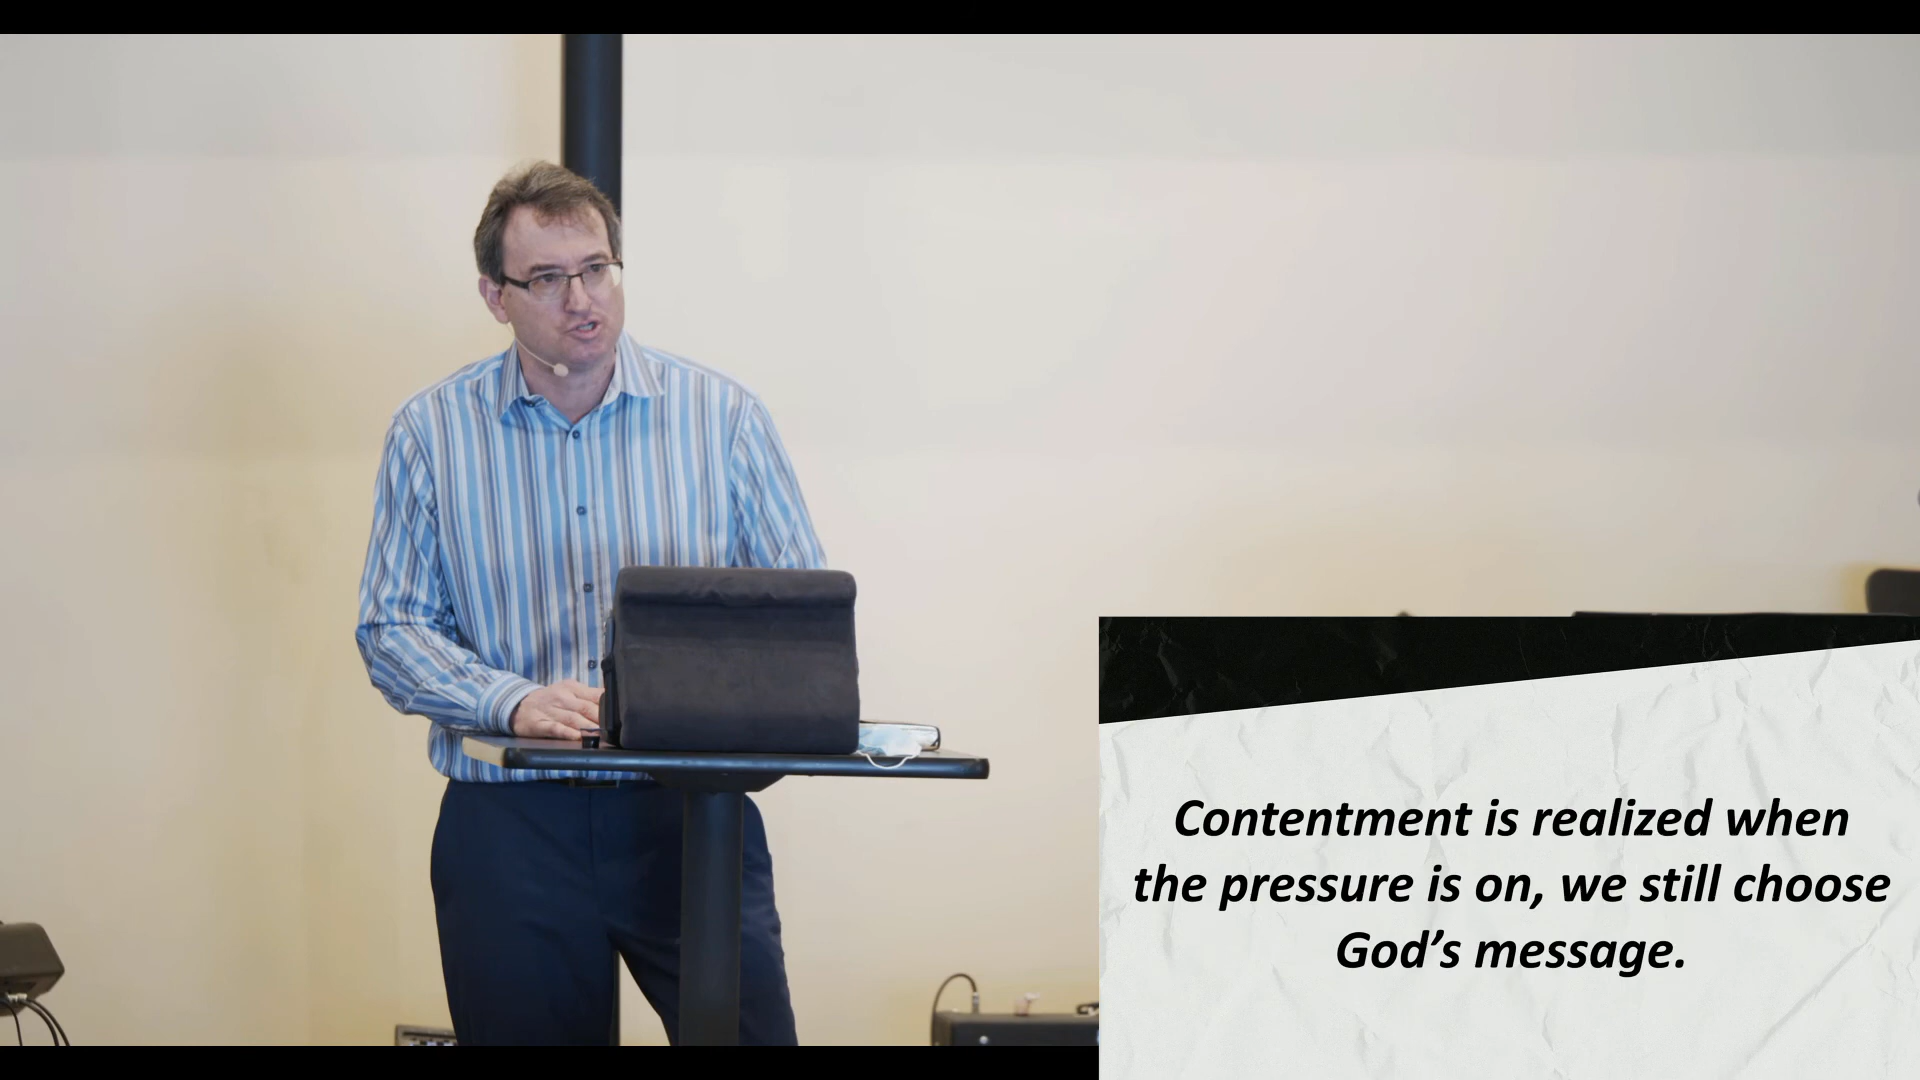 Contentment is realized when
the pressure is on, we still choose
God’s message.